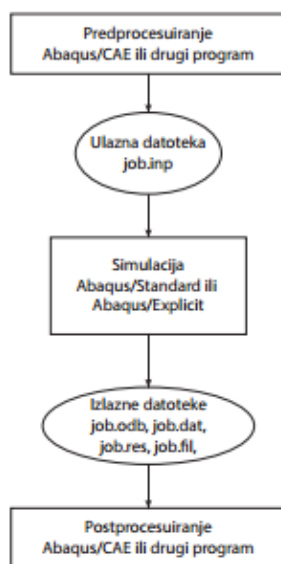 Predprocesuiranje
Abaqus/CAE ili drugi program
Ulazna datoteka
job.inp
Simulacija
Abaqus/Standard ili
Abaqus/Explicit
Izlazne datoteke
job.odb, job.dat,
job.res, job.fil,
Postprocesuiranje
Abaqus/CAE ili drugi program